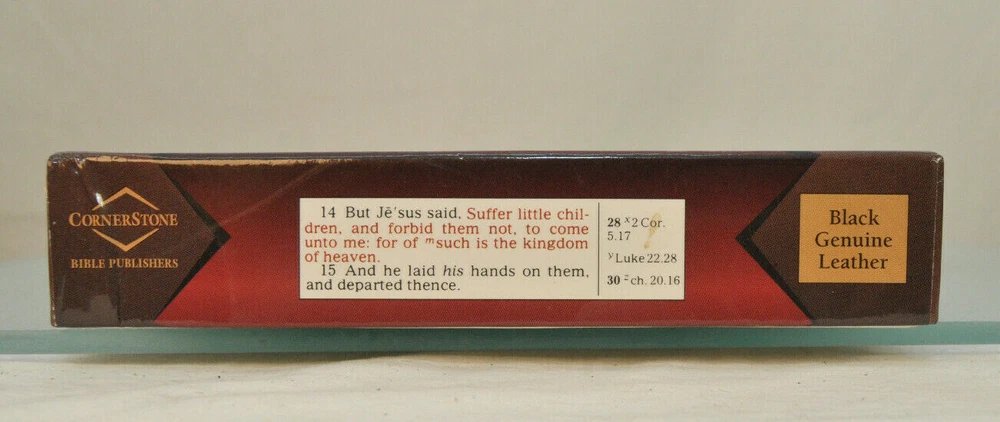 CORNERSTONE
BIBLE PUBLISHERS
14 But Jē′sus said, Suffer little chil-
dren, and forbid them not, to come
unto me: for of ᵐsuch is the kingdom
of heaven.
15 And he laid his hands on them,
and departed thence.
28 ˣ2 Cor.
5.17
ʸLuke 22.28
30 ᶻch. 20.16
Black
Genuine
Leather